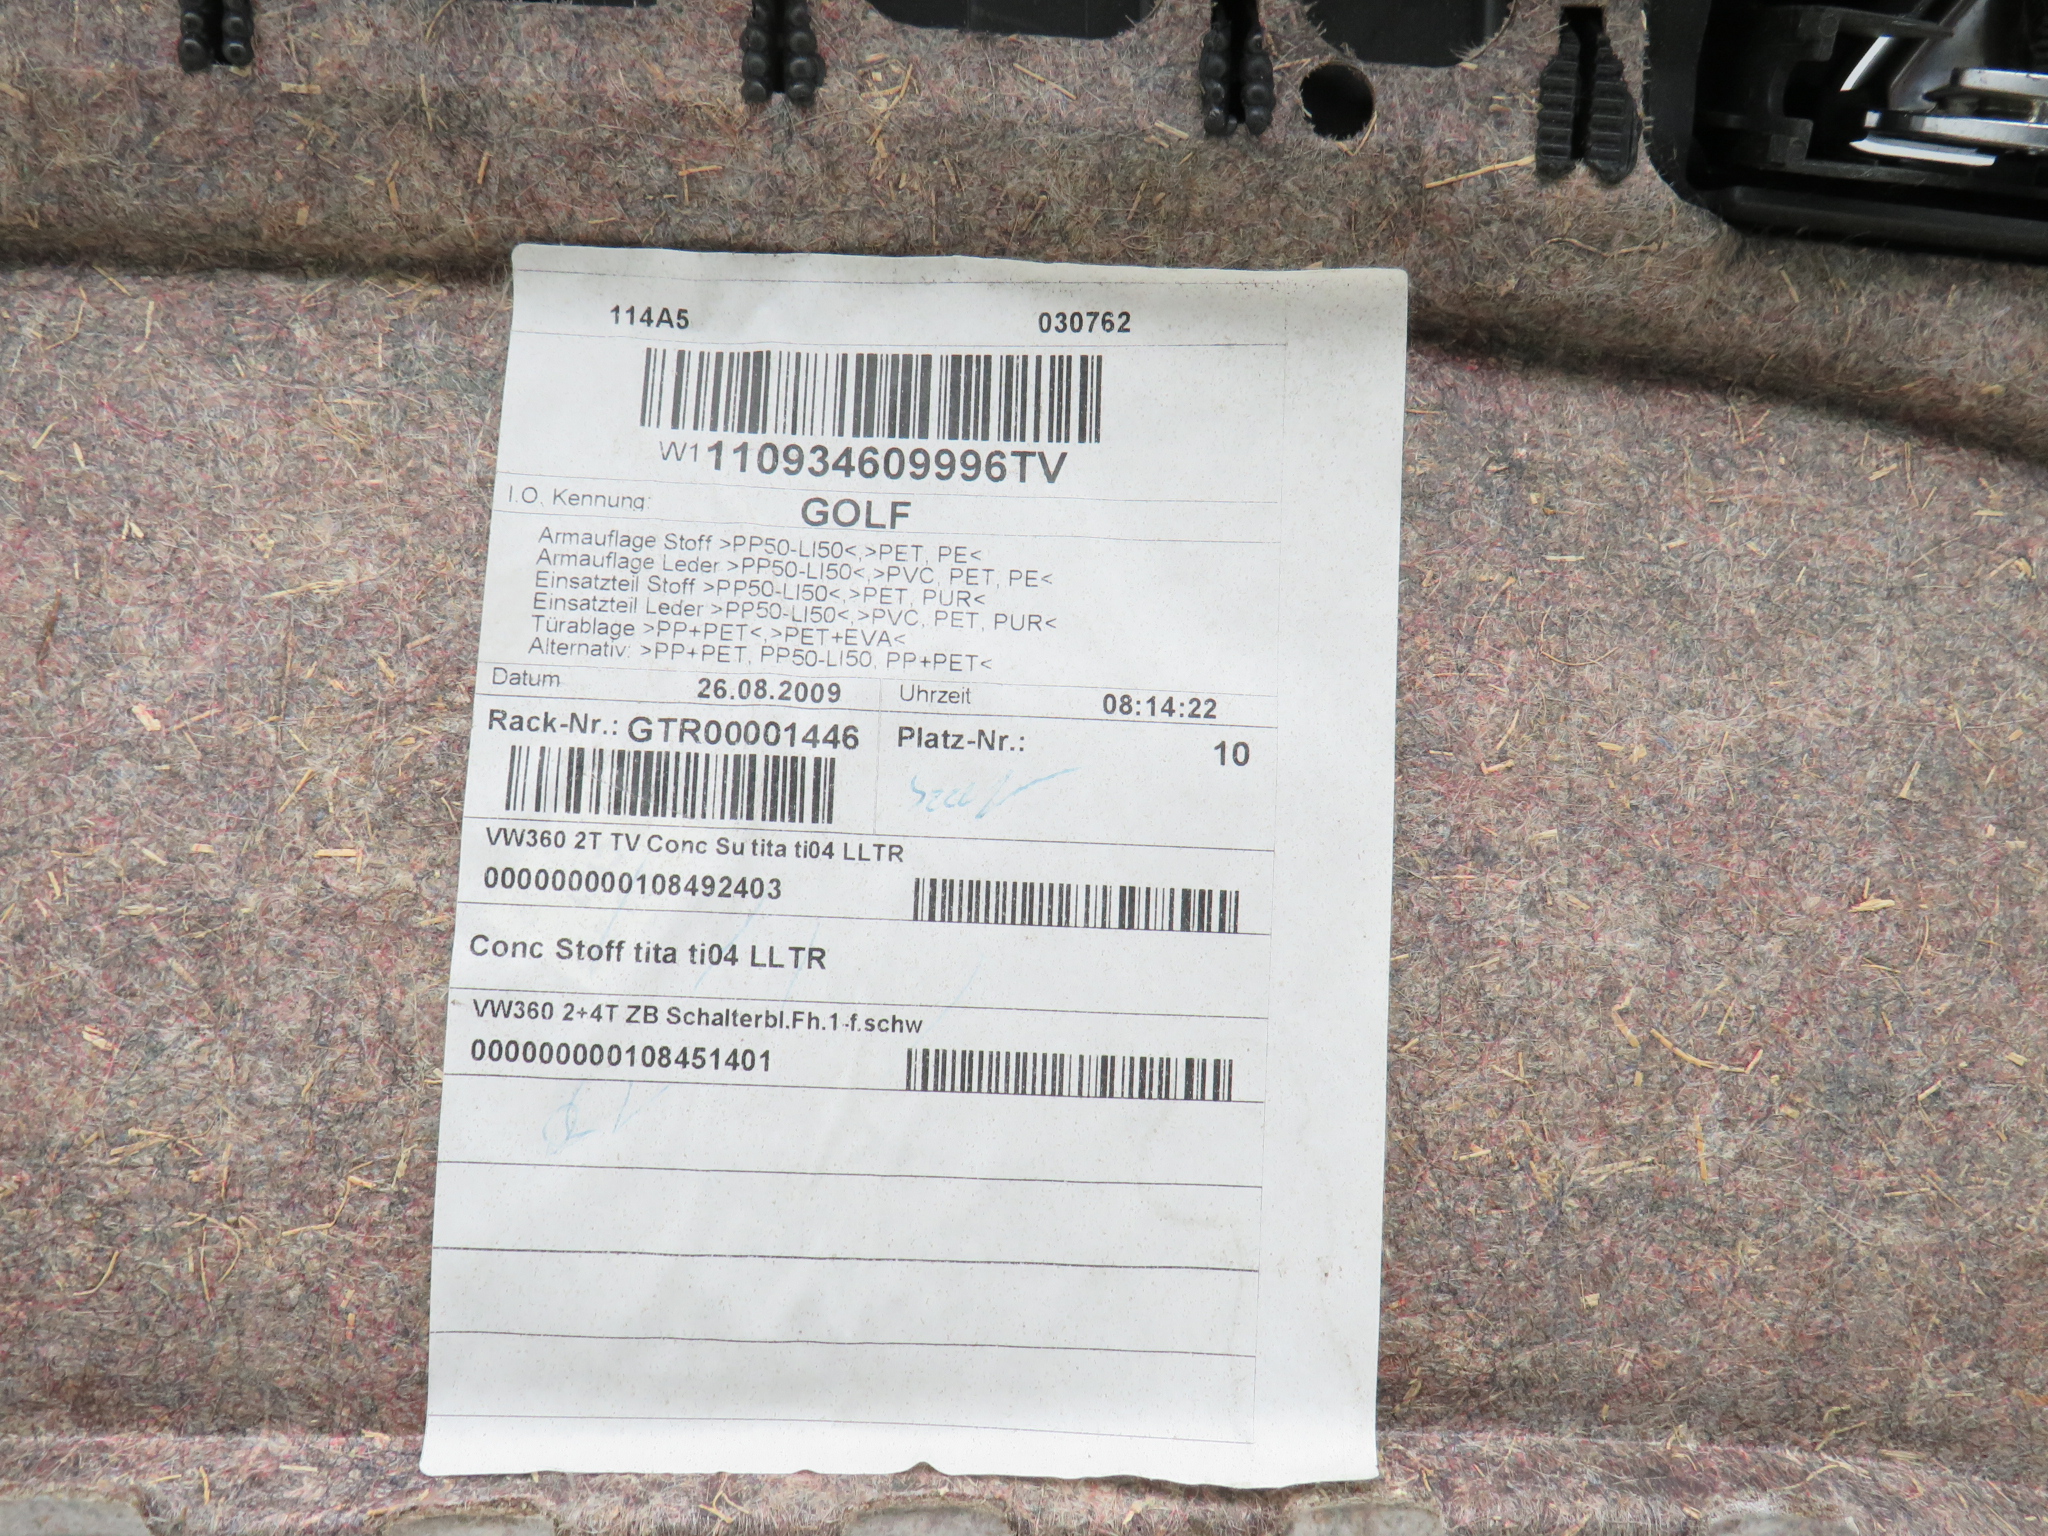 114A5 030762
W1110934609996TV
I.O. Kennung: GOLF
Armauflage Stoff >PP50-LI50<,>PET, PE<
Armauflage Leder >PP50-LI50<,>PVC, PET, PE<
Einsatzteil Stoff >PP50-LI50<,>PET, PUR<
Einsatzteil Leder >PP50-LI50<,>PVC, PET, PUR<
Türablage >PP+PET<,>PET+EVA<
Alternativ: >PP+PET, PP50-LI50, PP+PET<
Datum 26.08.2009 Uhrzeit 08:14:22
Rack-Nr.: GTR00001446 Platz-Nr.: 10
VW360 2T TV Conc Su tita ti04 LLTR
000000000108492403
Conc Stoff tita ti04 LLTR
VW360 2+4T ZB Schalterbl.Fh.1-f.schw
000000000108451401